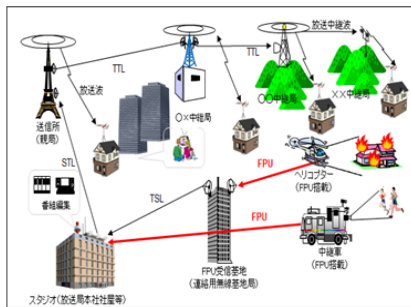 放送中継波
TTL
TTL
放送波
送信所
(親局)
〇×中継局
〇〇中継局
××中継局
STL
FPU
ヘリコプター
(FPU搭載)
番組編集
TSL
FPU
中継車
(FPU搭載)
FPU受信基地
(連絡用無線基地局)
スタジオ(放送局本社社屋等)